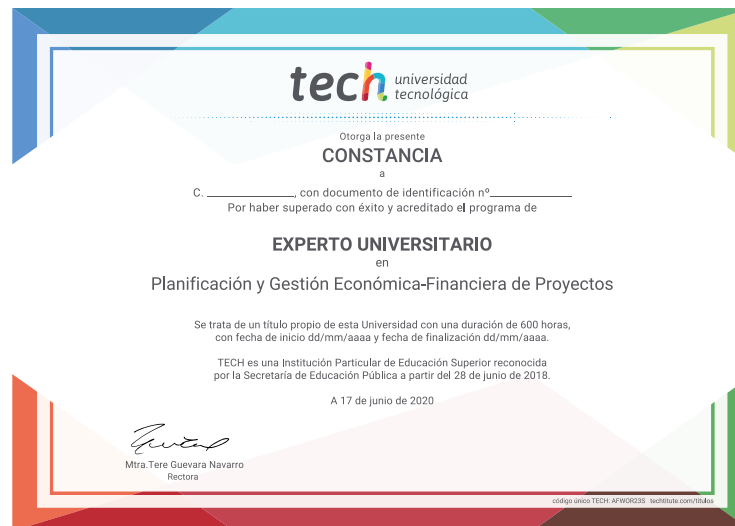 tech universidad
tecnológica
Otorga la presente
CONSTANCIA
a
C. ________________, con documento de identificación nº______________
Por haber superado con éxito y acreditado el programa de
EXPERTO UNIVERSITARIO
en
Planificación y Gestión Económica-Financiera de Proyectos
Se trata de un título propio de esta Universidad con una duración de 600 horas,
con fecha de inicio dd/mm/aaaa y fecha de finalización dd/mm/aaaa.
TECH es una Institución Particular de Educación Superior reconocida
por la Secretaría de Educación Pública a partir del 28 de junio de 2018.
A 17 de junio de 2020
Mtra.Tere Guevara Navarro
Rectora
código único TECH: AFWOR23S techtitute.com/títulos